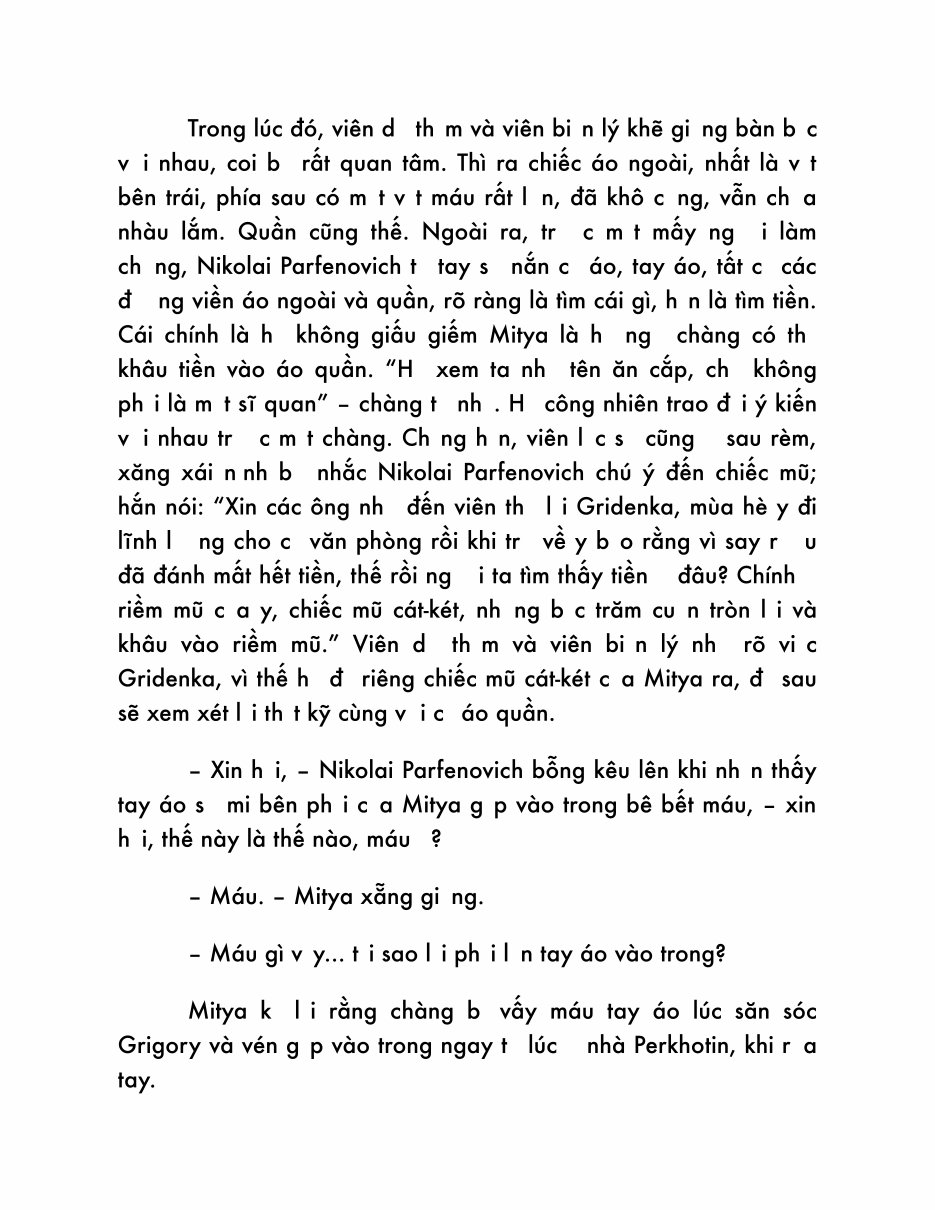 Trong lúc đó, viên d  th m và viên bi n lý khẽ gi ng bàn b c
v i nhau, coi b  rất quan tâm. Thì ra chiếc áo ngoài, nhất là v t
bên trái, phía sau có m t v t máu rất l n, đã khô c ng, vẫn ch a
nhàu lắm. Quần cũng thế. Ngoài ra, tr  c m t mấy ng  i làm
ch ng, Nikolai Parfenovich t  tay s  nắn c  áo, tay áo, tất c  các
đ  ng viền áo ngoài và quần, rõ ràng là tìm cái gì, h n là tìm tiền.
Cái chính là h  không giấu giếm Mitya là h  ng  chàng có th
khâu tiền vào áo quần. “H  xem ta nh  tên ăn cắp, ch  không
ph i là m t sĩ quan” – chàng t  nh . H  công nhiên trao đ i ý kiến
v i nhau tr  c m t chàng. Ch ng h n, viên l c s  cũng   sau rèm,
xăng xái n nh b  nhắc Nikolai Parfenovich chú ý đến chiếc mũ;
hắn nói: “Xin các ông nh  đến viên th  l i Gridenka, mùa hè y đi
lĩnh l  ng cho c  văn phòng rồi khi tr  về y b o rằng vì say r  u
đã đánh mất hết tiền, thế rồi ng  i ta tìm thấy tiền   đâu? Chính
riềm mũ c a y, chiếc mũ cát-két, nh ng b c trăm cu n tròn l i và
khâu vào riềm mũ.” Viên d  th m và viên bi n lý nh  rõ vi c
Gridenka, vì thế h  đ  riêng chiếc mũ cát-két c a Mitya ra, đ  sau
sẽ xem xét l i th t kỹ cùng v i c  áo quần.
– Xin h i, – Nikolai Parfenovich bỗng kêu lên khi nh n thấy
tay áo s  mi bên ph i c a Mitya g p vào trong bê bết máu, – xin
h i, thế này là thế nào, máu  ?
– Máu. – Mitya xẵng gi ng.
– Máu gì v y... t i sao l i ph i l n tay áo vào trong?
Mitya k  l i rằng chàng b  vấy máu tay áo lúc săn sóc
Grigory và vén g p vào trong ngay t  lúc   nhà Perkhotin, khi r a
tay.